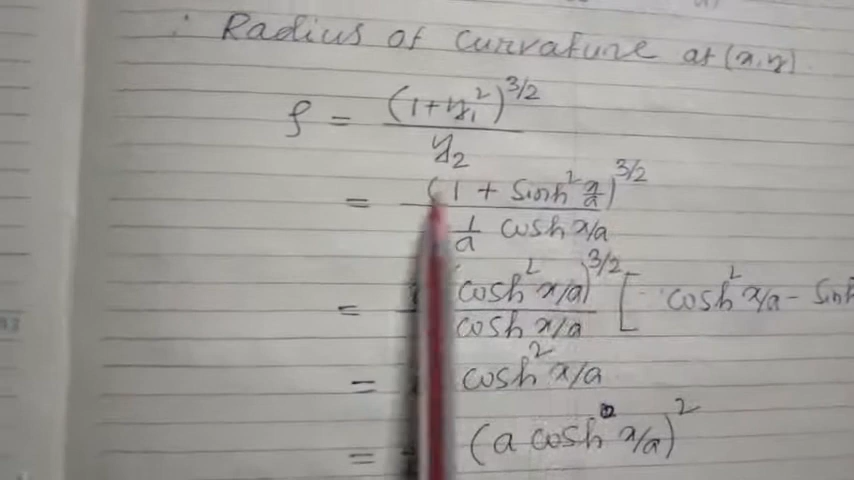 ∴ Radius of curvature at (x,y)
ρ = (1+y₁²)^3/2 / y₂
= (1 + sinh² x/a)^3/2 / 1/a cosh x/a
= cosh² x/a)^3/2 / cosh x/a [ cosh² x/a - sinh
= cosh² x/a
= (a cosh x/a)²